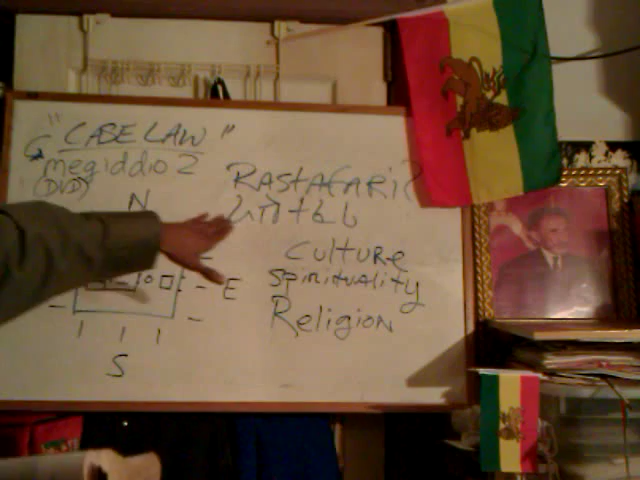 "CASE LAW"
megiddio 2
(DVD)
N
RAStAFARI
Culture
E
Spirituality
Religion
S